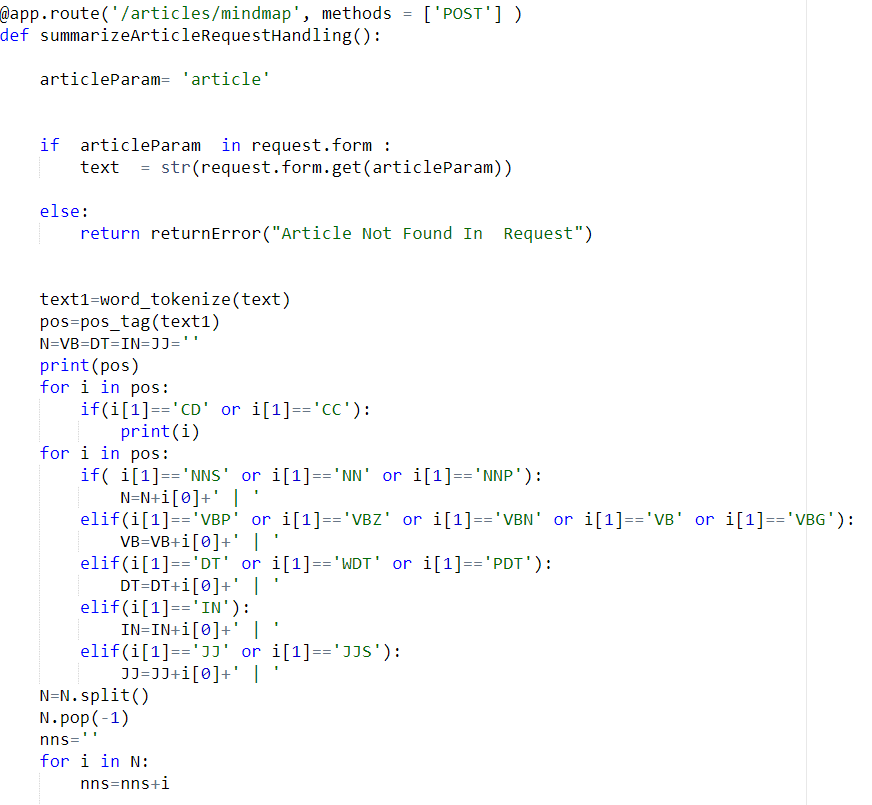 @app.route('/articles/mindmap', methods = ['POST'] )
def summarizeArticleRequestHandling():
    articleParam= 'article'
    if  articleParam  in request.form :
        text  = str(request.form.get(articleParam))
    else:
        return returnError("Article Not Found In  Request")
    text1=word_tokenize(text)
    pos=pos_tag(text1)
    N=VB=DT=IN=JJ=''
    print(pos)
    for i in pos:
        if(i[1]=='CD' or i[1]=='CC'):
            print(i)
    for i in pos:
        if( i[1]=='NNS' or i[1]=='NN' or i[1]=='NNP'):
            N=N+i[0]+' | '
        elif(i[1]=='VBP' or i[1]=='VBZ' or i[1]=='VBN' or i[1]=='VB' or i[1]=='VBG'):
            VB=VB+i[0]+' | '
        elif(i[1]=='DT' or i[1]=='WDT' or i[1]=='PDT'):
            DT=DT+i[0]+' | '
        elif(i[1]=='IN'):
            IN=IN+i[0]+' | '
        elif(i[1]=='JJ' or i[1]=='JJS'):
            JJ=JJ+i[0]+' | '
    N=N.split()
    N.pop(-1)
    nns=''
    for i in N:
        nns=nns+i